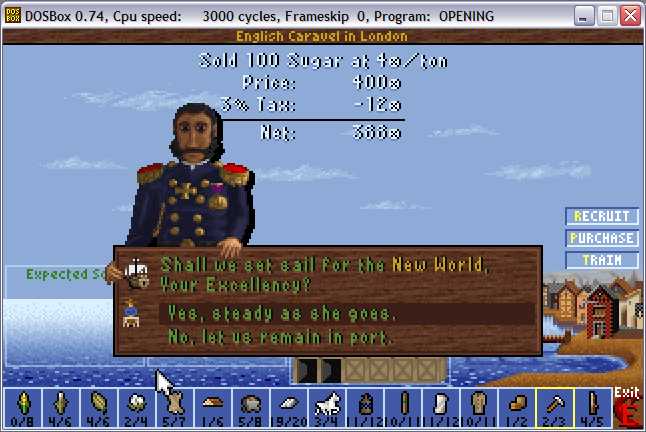 DOSBox 0.74, Cpu speed: 3000 cycles, Frameskip 0, Program: OPENING
English Caravel in London
Sold 100 Sugar at 4¤/ton
Price: 400¤
3% Tax: -12¤
Net: 388¤
RECRUIT
PURCHASE
TRAIN
Expected
Shall we set sail for the New World,
Your Excellency?
Yes, steady as she goes.
No, let us remain in port.
Exit
E
0/8 4/6 4/6 2/4 5/7 1/6 5/8 19/20 3/4 11/12 10/11 11/12 10/11 1/2 2/3 4/5